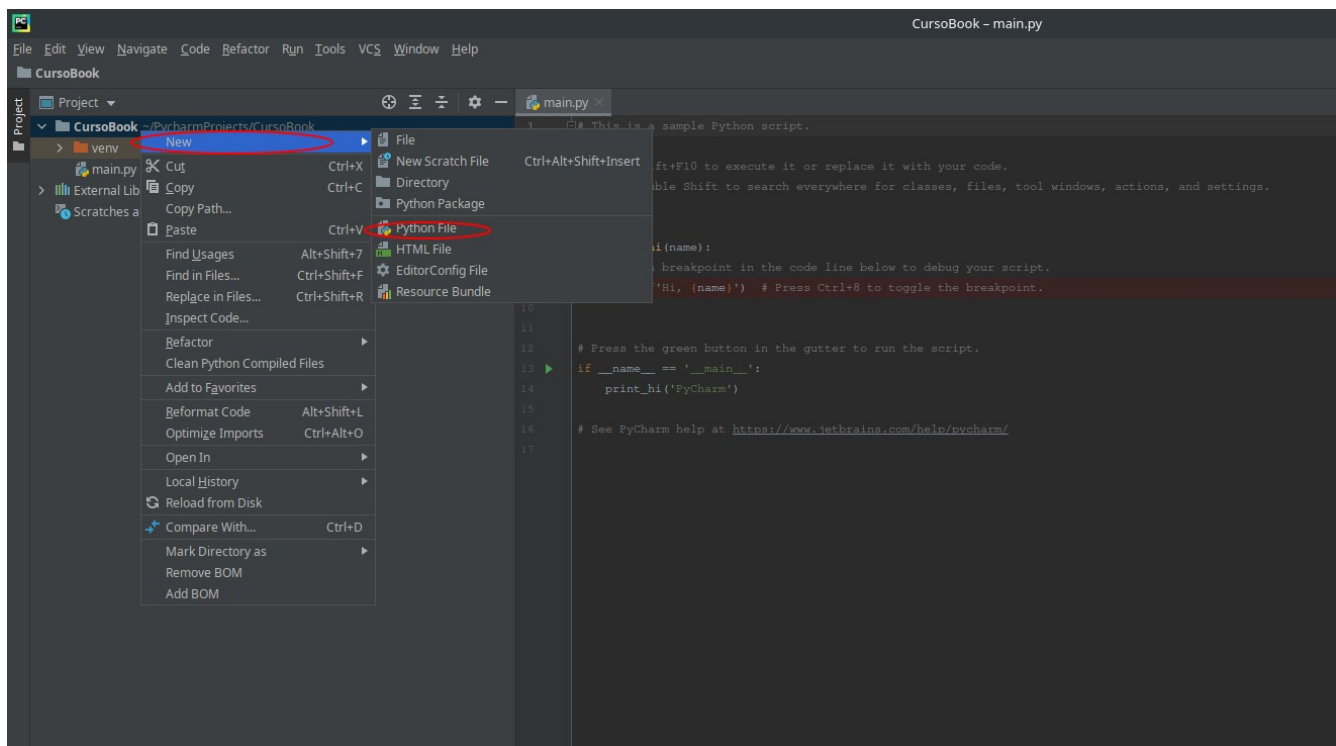 PC
CursoBook – main.py
File Edit View Navigate Code Refactor Run Tools VCS Window Help
CursoBook
Project
Project
main.py
CursoBook ~/PycharmProjects/CursoBook
venv
main.py
External Lib
Scratches a
New
Cut Ctrl+X
Copy Ctrl+C
Copy Path...
Paste Ctrl+V
Find Usages Alt+Shift+7
Find in Files... Ctrl+Shift+F
Replace in Files... Ctrl+Shift+R
Inspect Code...
Refactor
Clean Python Compiled Files
Add to Favorites
Reformat Code Alt+Shift+L
Optimize Imports Ctrl+Alt+O
Open In
Local History
Reload from Disk
Compare With... Ctrl+D
Mark Directory as
Remove BOM
Add BOM
File
New Scratch File Ctrl+Alt+Shift+Insert
Directory
Python Package
Python File
HTML File
EditorConfig File
Resource Bundle
1 # This is a sample Python script.
ft+F10 to execute it or replace it with your code.
ble Shift to search everywhere for classes, files, tool windows, actions, and settings.
i(name):
breakpoint in the code line below to debug your script.
'Hi, {name}') # Press Ctrl+8 to toggle the breakpoint.
10
11
12 # Press the green button in the gutter to run the script.
13 if __name__ == '__main__':
14 print_hi('PyCharm')
15
16 # See PyCharm help at https://www.jetbrains.com/help/pycharm/
17